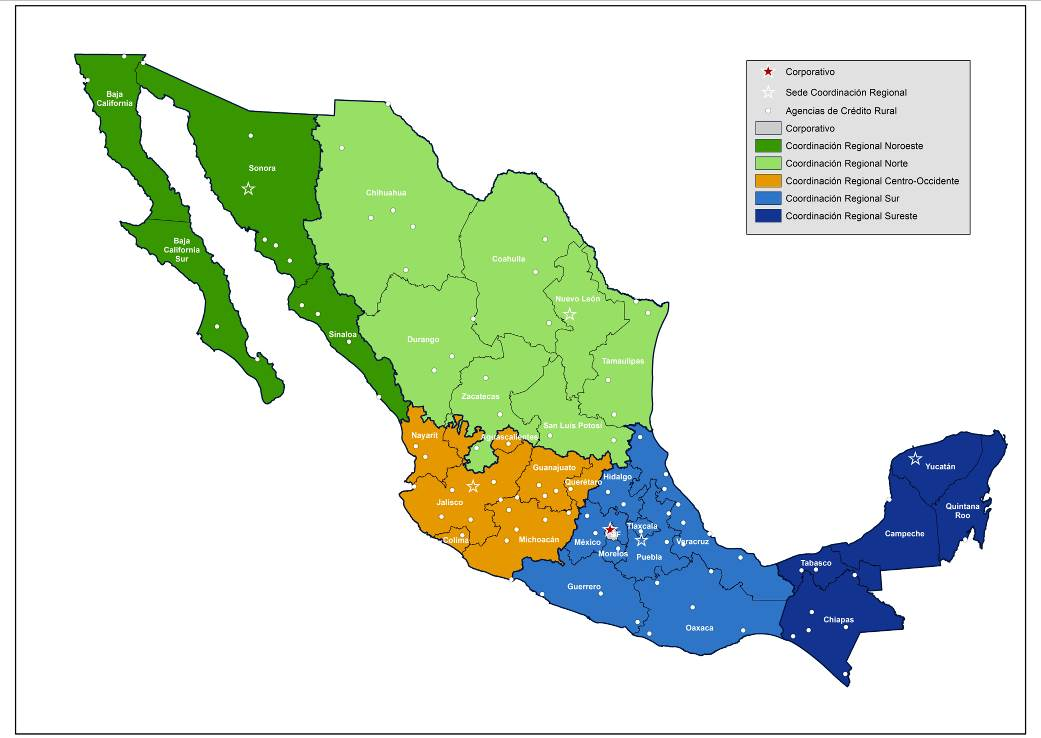 Corporativo
Sede Coordinación Regional
Agencias de Crédito Rural
Corporativo
Coordinación Regional Noroeste
Coordinación Regional Norte
Coordinación Regional Centro-Occidente
Coordinación Regional Sur
Coordinación Regional Sureste
Baja
California
Sonora
Chihuahua
Baja
California
Sur
Coahuila
Nuevo León
Sinaloa
Durango
Tamaulipas
Zacatecas
San Luis Potosí
Nayarit
Aguascalientes
Guanajuato
Querétaro
Hidalgo
Yucatán
Jalisco
Quintana
Roo
Tlaxcala
Campeche
Colima
Michoacán
México
Veracruz
Morelos
Puebla
Tabasco
Guerrero
Chiapas
Oaxaca